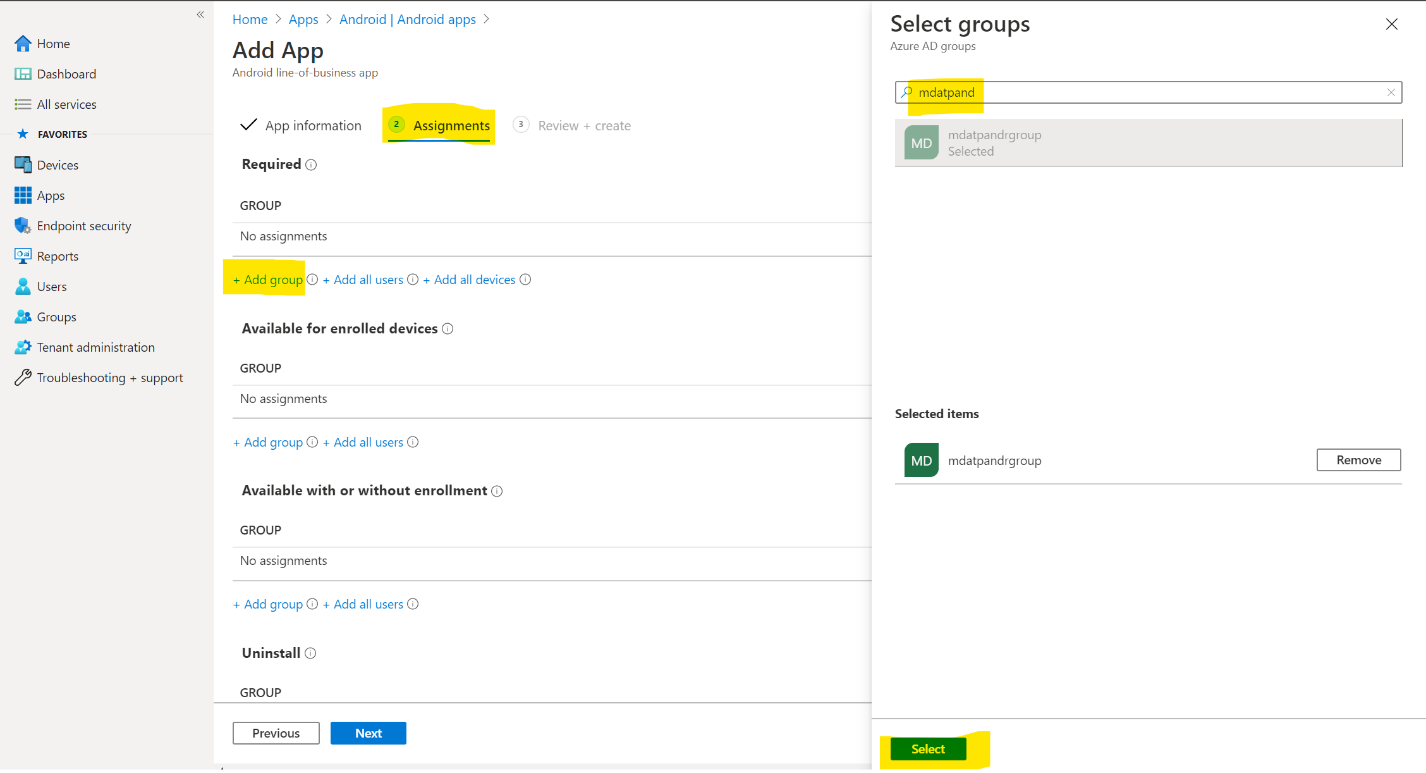 «
Home
Dashboard
All services
FAVORITES
Devices
Apps
Endpoint security
Reports
Users
Groups
Tenant administration
Troubleshooting + support
Home > Apps > Android | Android apps >
Add App
Android line-of-business app
App information 2 Assignments 3 Review + create
Required
GROUP
No assignments
+ Add group + Add all users + Add all devices
Available for enrolled devices
GROUP
No assignments
+ Add group + Add all users
Available with or without enrollment
GROUP
No assignments
+ Add group + Add all users
Uninstall
GROUP
Previous Next
Select groups
Azure AD groups
mdatpand
MD mdatpandrgroup
Selected
Selected items
MD mdatpandrgroup Remove
Select